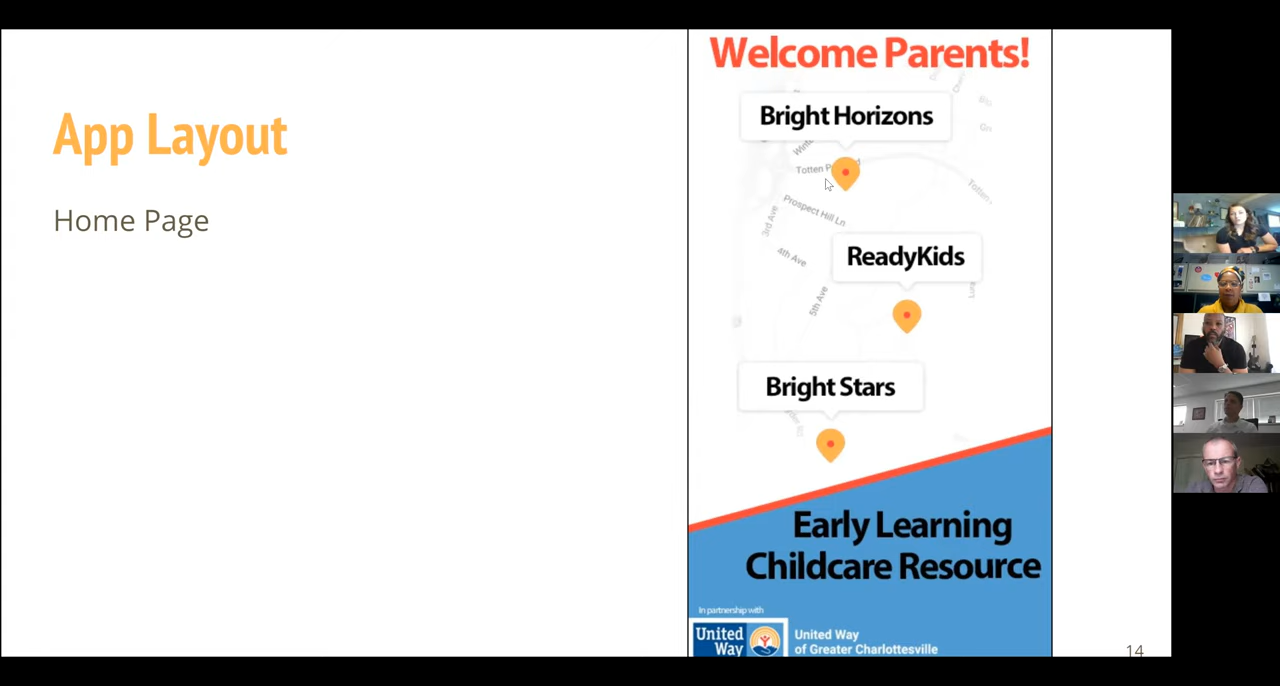 App Layout
Home Page
Welcome Parents!
Bright Horizons
Totten P
Prospect Hill Ln
3rd Ave
4th Ave
5th Ave
Totten
ReadyKids
Bright Stars
Early Learning
Childcare Resource
In partnership with
United
Way
United Way
of Greater Charlottesville
14